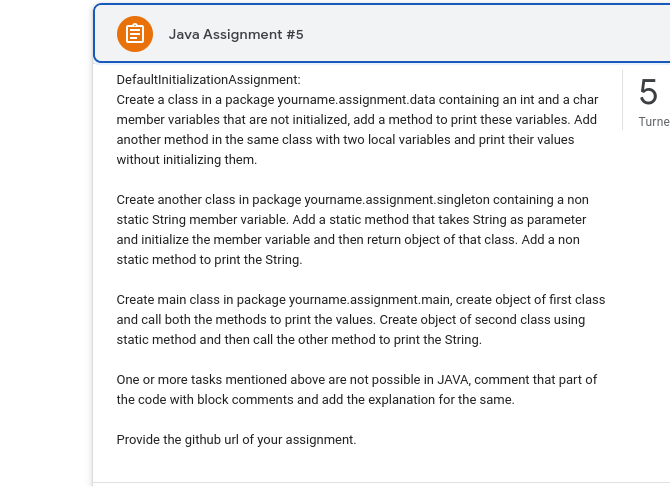 Java Assignment #5
DefaultInitializationAssignment:
Create a class in a package yourname.assignment.data containing an int and a char
member variables that are not initialized, add a method to print these variables. Add
another method in the same class with two local variables and print their values
without initializing them.
Create another class in package yourname.assignment.singleton containing a non
static String member variable. Add a static method that takes String as parameter
and initialize the member variable and then return object of that class. Add a non
static method to print the String.
Create main class in package yourname.assignment.main, create object of first class
and call both the methods to print the values. Create object of second class using
static method and then call the other method to print the String.
One or more tasks mentioned above are not possible in JAVA, comment that part of
the code with block comments and add the explanation for the same.
Provide the github url of your assignment.
5
Turne